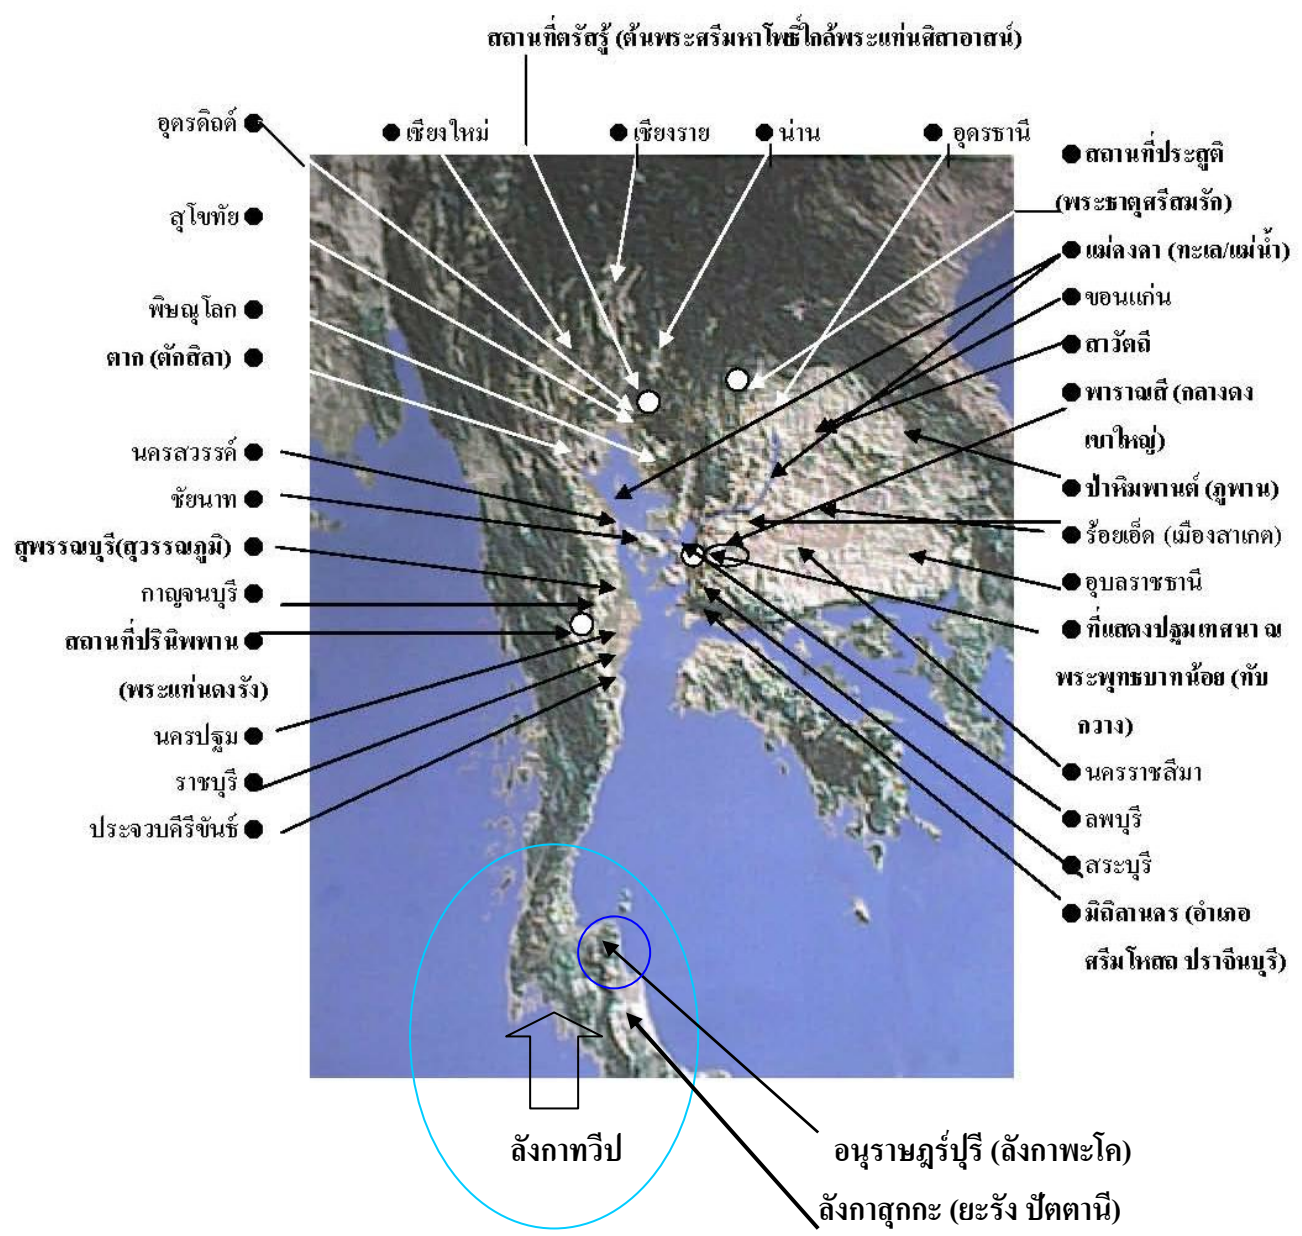 สถานที่ตรัสรู้ (ต้นพระศรีมหาโพธิ์ใกล้พระแท่นศิสาอาสน์)
อุตรดิตถ์
เชียงใหม่
เชียงราย
น่าน
อุดรธานี
สถานที่ประสูติ
(พระธาตุศรีสมรัก)
สุโขทัย
แม่คงคา (ทะเล/แม่น้ำ)
ขอนแก่น
พิษณุโลก
สาวัตถี
ตาก (ตักสิลา)
พาราณสี (กลางดง
เขาใหญ่)
นครสวรรค์
ป่าหิมพานต์ (ภูพาน)
ชัยนาท
ร้อยเอ็ด (เมืองสาเกต)
สุพรรณบุรี(สุวรรณภูมิ)
อุบลราชธานี
กาญจนบุรี
ที่แสดงปฐมเทศนา ณ
พระพุทธบาทน้อย (ทับ
กวาง)
สถานที่ปรินิพพาน
(พระแท่นดงรัง)
นครปฐม
นครราชสีมา
ราชบุรี
ลพบุรี
ประจวบคีรีขันธ์
สระบุรี
มิถิลานคร (อำเภอ
ศรีมโหสถ ปราจีนบุรี)
ลังกาทวีป
อนุราษฎร์ปุรี (ลังกาพะโค)
ลังกาสุกกะ (ยะรัง ปัตตานี)